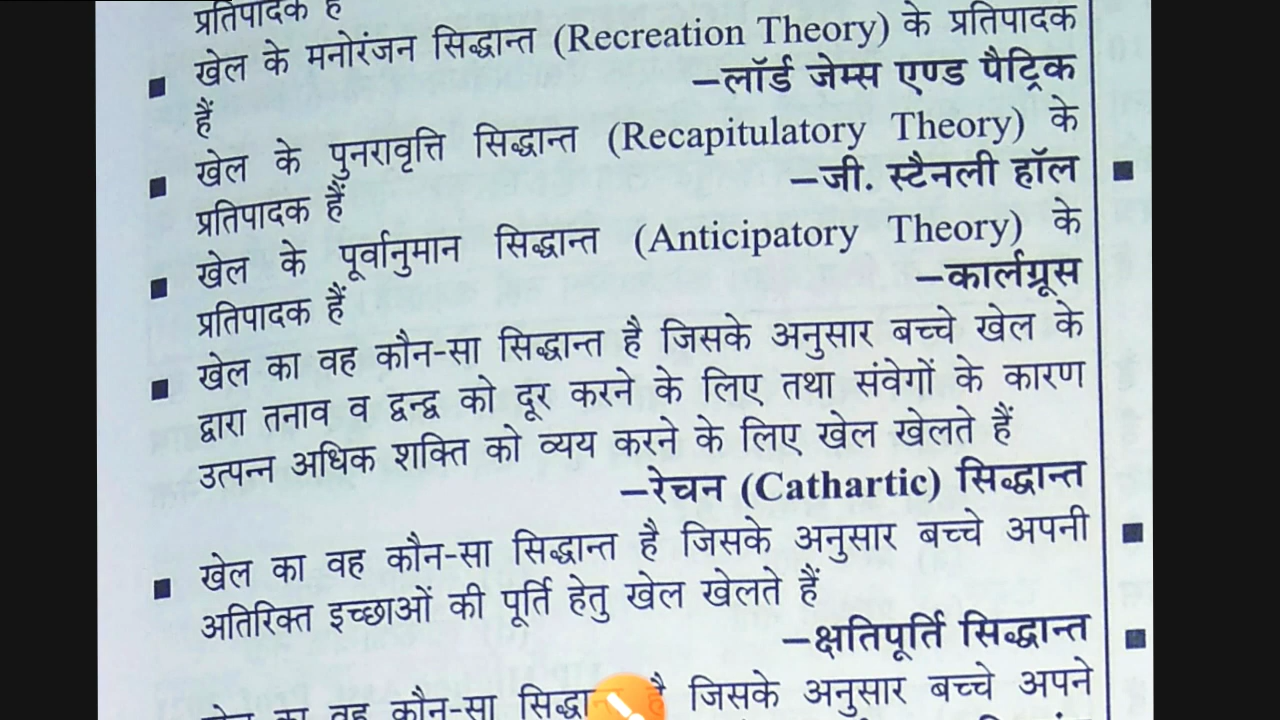 प्रतिपादक हैं
खेल के मनोरंजन सिद्धान्त (Recreation Theory) के प्रतिपादक
हैं
–लॉर्ड जेम्स एण्ड पैट्रिक
खेल के पुनरावृत्ति सिद्धान्त (Recapitulatory Theory) के
प्रतिपादक हैं
–जी. स्टैनली हॉल
खेल के पूर्वानुमान सिद्धान्त (Anticipatory Theory) के
प्रतिपादक हैं
–कार्लग्रूस
खेल का वह कौन-सा सिद्धान्त है जिसके अनुसार बच्चे खेल के
द्वारा तनाव व द्वन्द्व को दूर करने के लिए तथा संवेगों के कारण
उत्पन्न अधिक शक्ति को व्यय करने के लिए खेल खेलते हैं
–रेचन (Cathartic) सिद्धान्त
खेल का वह कौन-सा सिद्धान्त है जिसके अनुसार बच्चे अपनी
अतिरिक्त इच्छाओं की पूर्ति हेतु खेल खेलते हैं
–क्षतिपूर्ति सिद्धान्त
खेल का वह कौन-सा है जिसके अनुसार बच्चे अपने